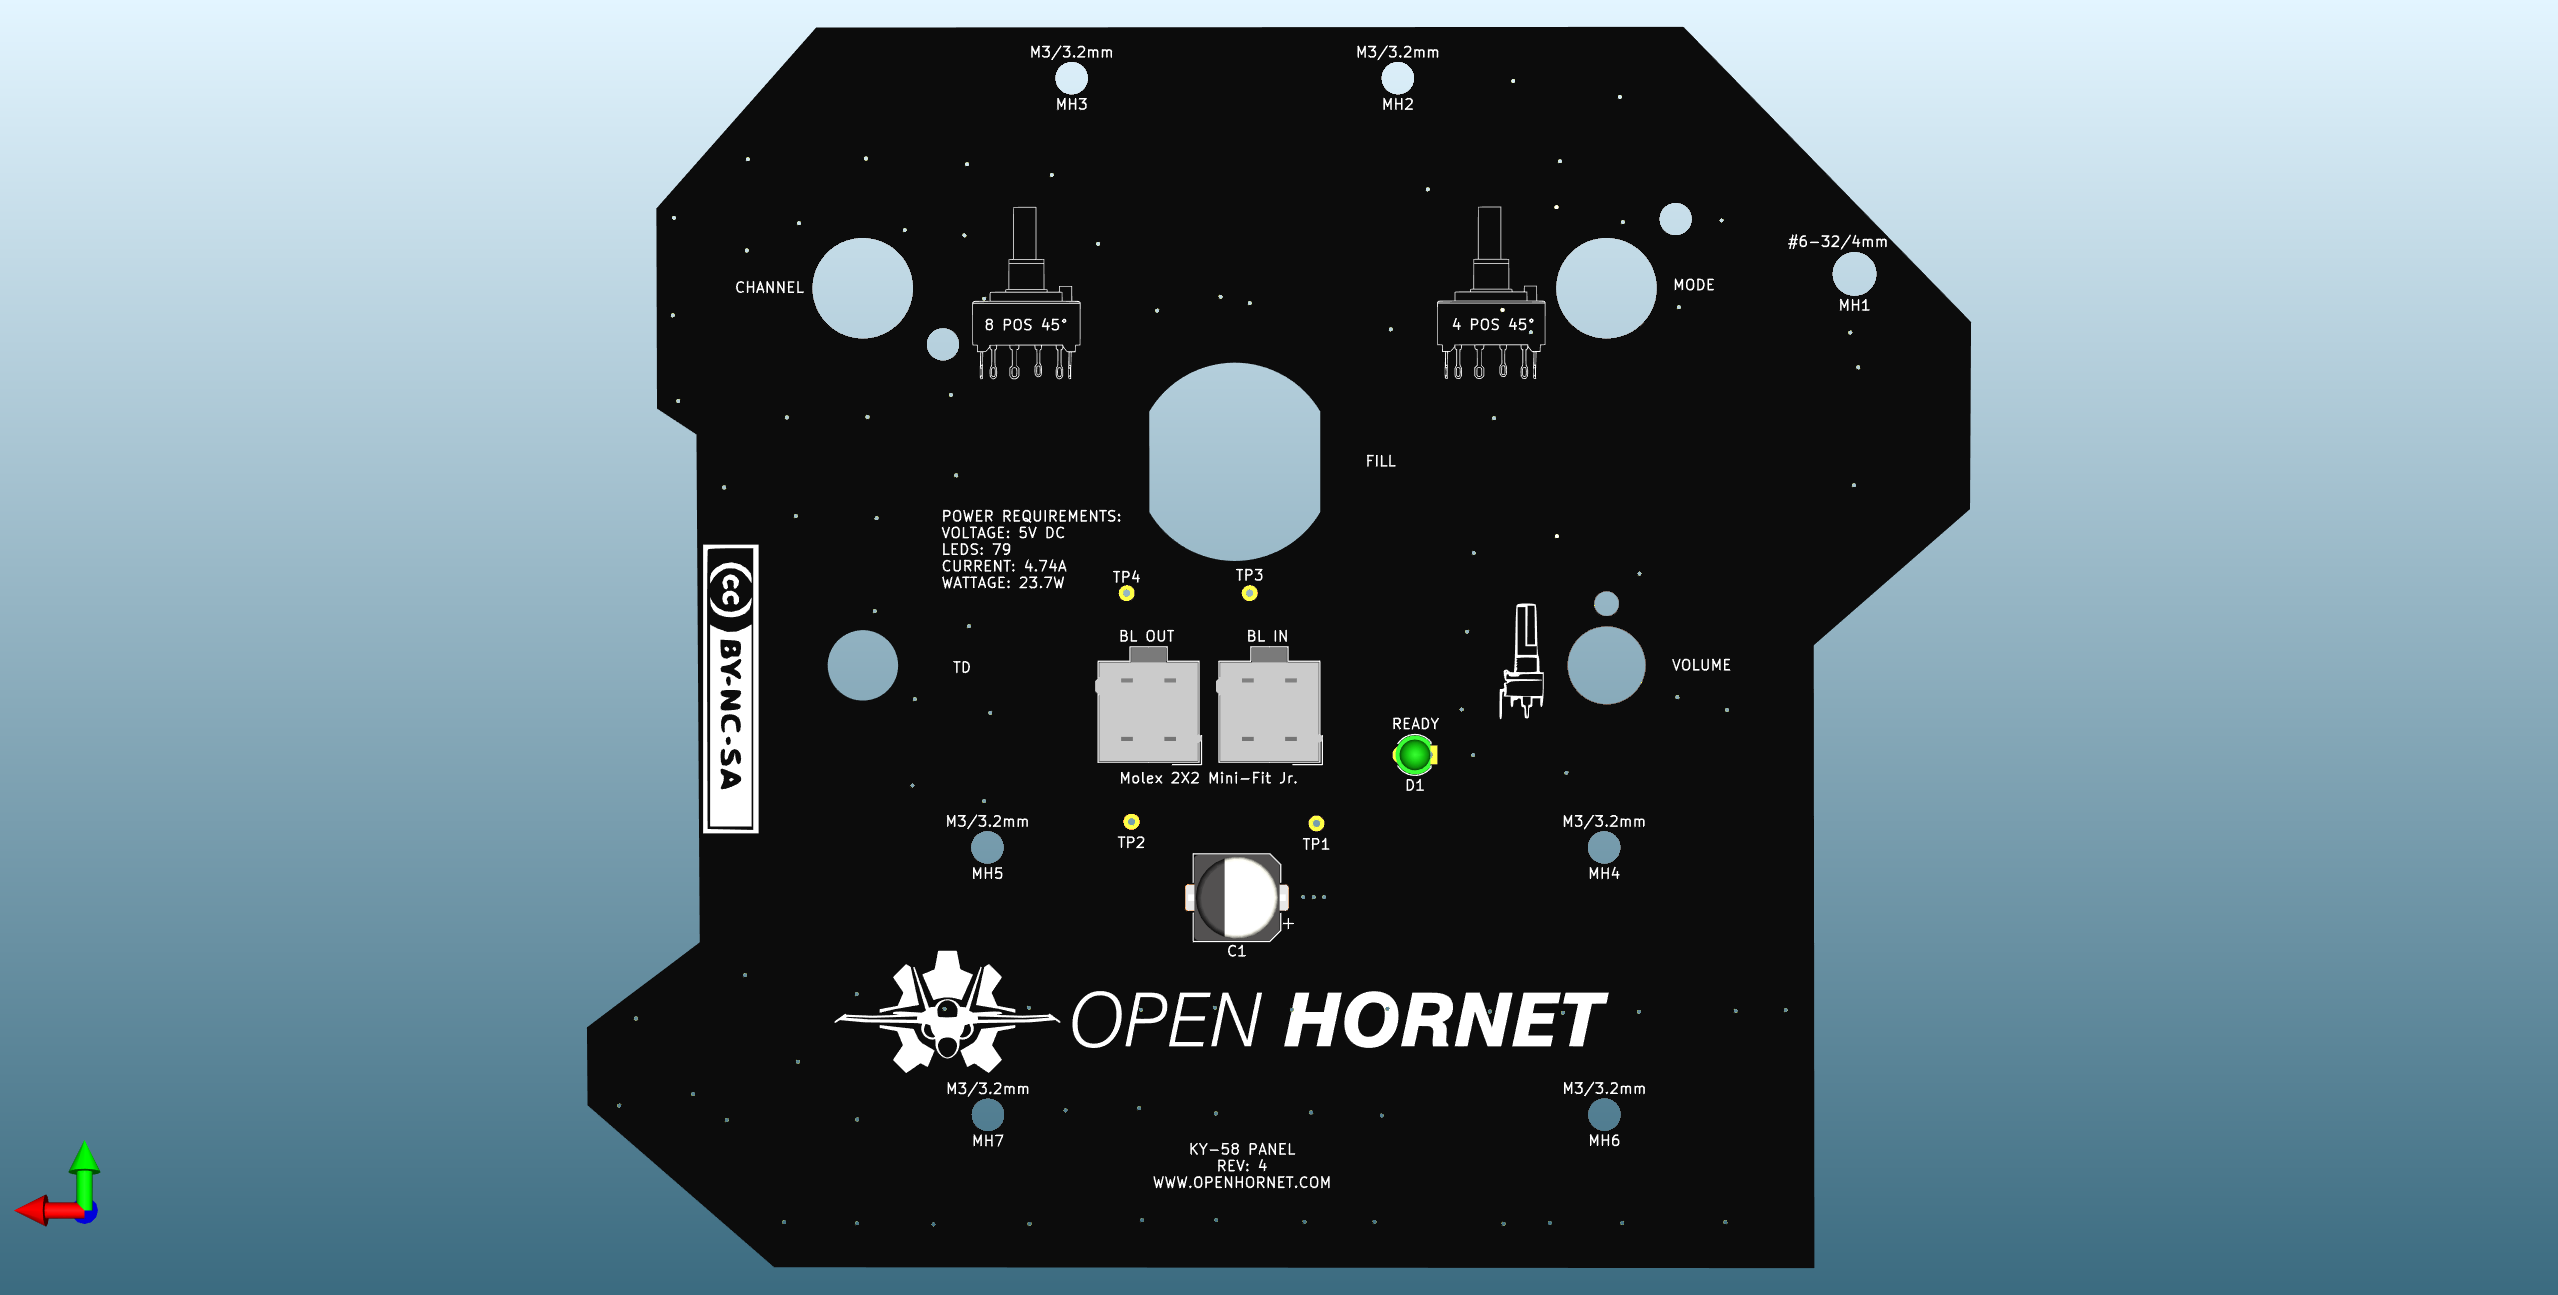 M3/3.2mm
MH3
M3/3.2mm
MH2
#6-32/4mm
MH1
CHANNEL
8 POS 45°
4 POS 45°
MODE
FILL
POWER REQUIREMENTS:
VOLTAGE: 5V DC
LEDS: 79
CURRENT: 4.74A
WATTAGE: 23.7W
TP4
TP3
cc
BY-NC-SA
TD
BL OUT
BL IN
VOLUME
READY
D1
Molex 2X2 Mini-Fit Jr.
TP2
TP1
M3/3.2mm
MH5
M3/3.2mm
MH4
+
C1
OPEN HORNET
M3/3.2mm
MH7
M3/3.2mm
MH6
KY-58 PANEL
REV: 4
WWW.OPENHORNET.COM